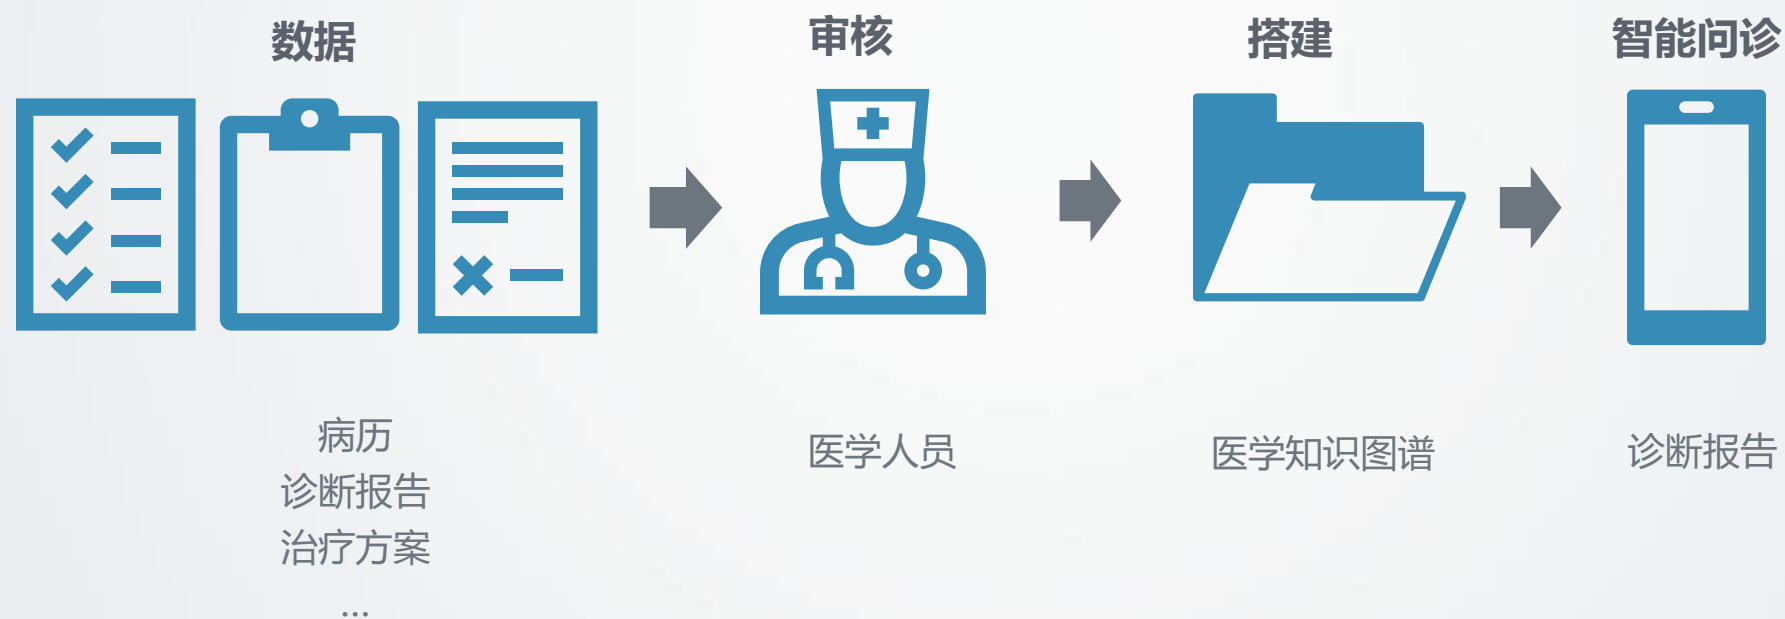 数据
审核
搭建
智能问诊
病历
诊断报告
治疗方案
...
医学人员
医学知识图谱
诊断报告